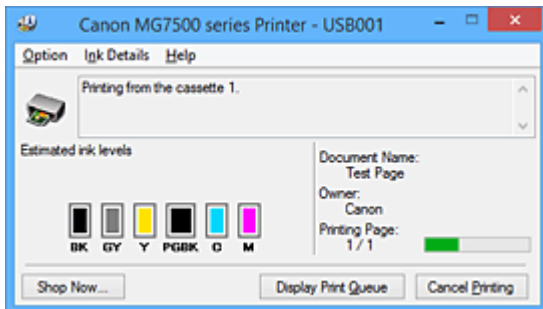 Canon MG7500 series Printer - USB001
Option Ink Details Help
Printing from the cassette 1.
Estimated ink levels
Document Name:
Test Page
Owner:
Canon
Printing Page:
1 / 1
BK GY Y PGBK C M
Shop Now... Display Print Queue Cancel Printing